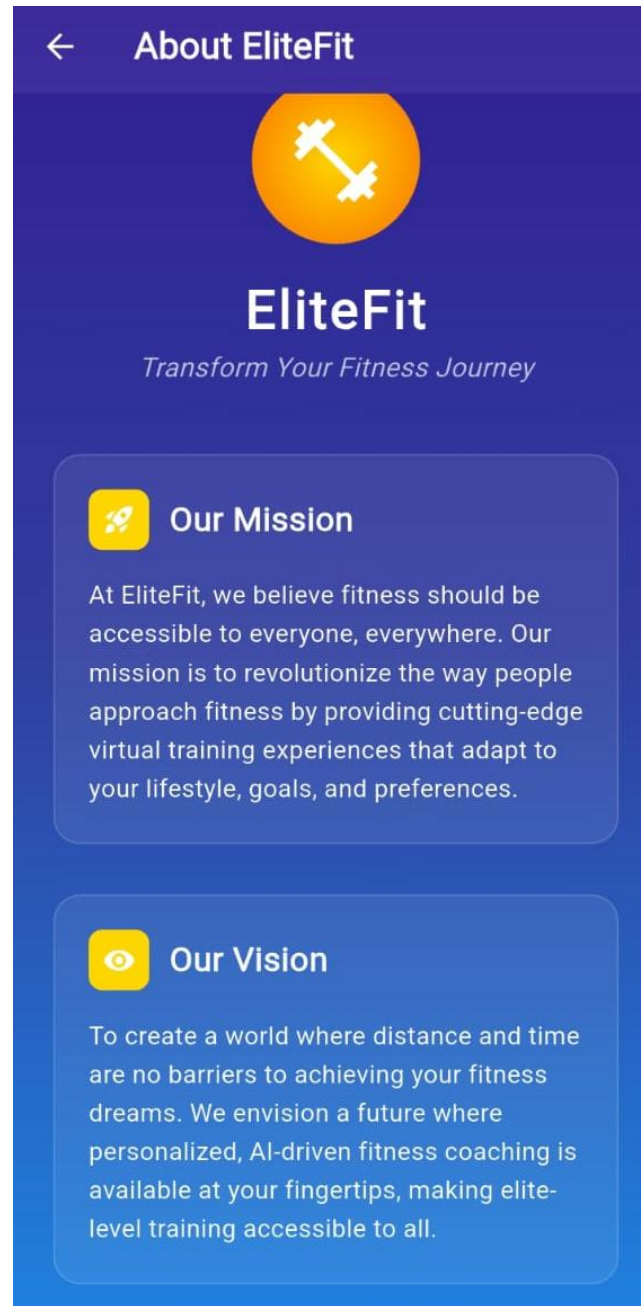 About EliteFit
EliteFit
Transform Your Fitness Journey
Our Mission
At EliteFit, we believe fitness should be
accessible to everyone, everywhere. Our
mission is to revolutionize the way people
approach fitness by providing cutting-edge
virtual training experiences that adapt to
your lifestyle, goals, and preferences.
Our Vision
To create a world where distance and time
are no barriers to achieving your fitness
dreams. We envision a future where
personalized, AI-driven fitness coaching is
available at your fingertips, making elite-
level training accessible to all.